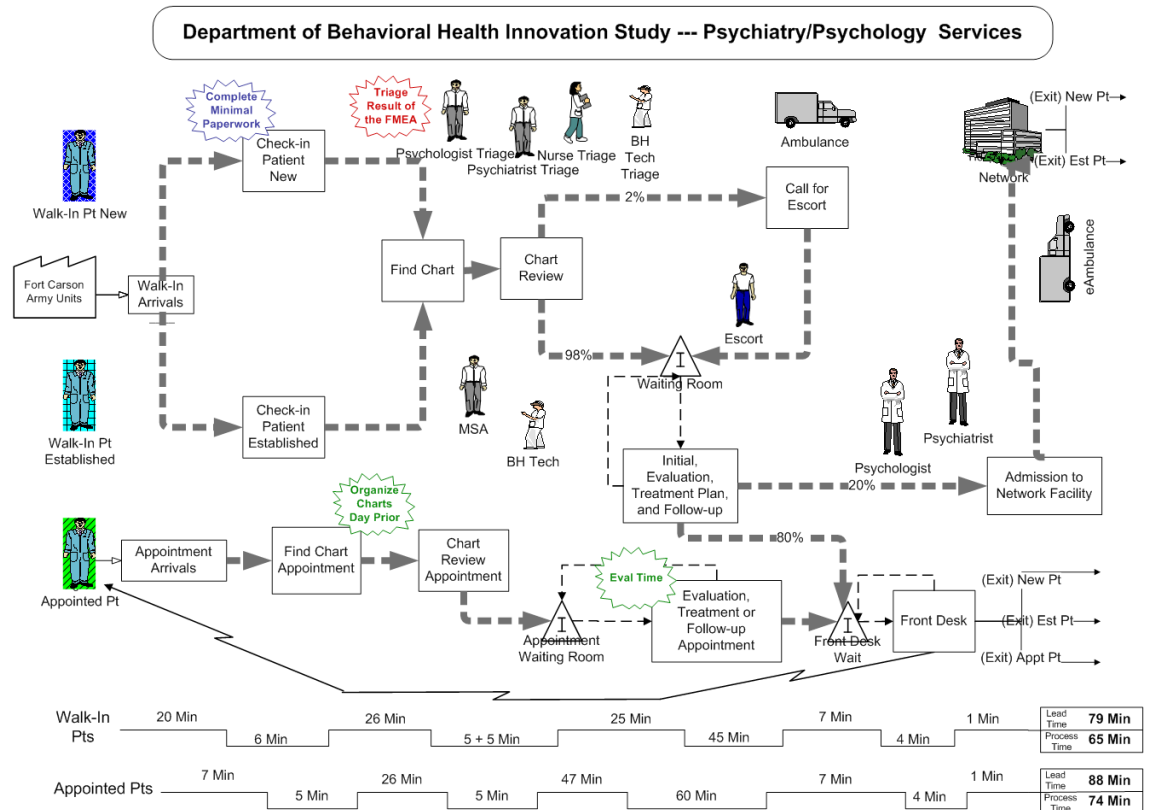 Department of Behavioral Health Innovation Study --- Psychiatry/Psychology Services
Complete
Minimal
Paperwork
Triage
Result of
the FMEA
Check-in
Patient
New
Psychologist Triage
Psychiatrist Triage
Nurse Triage
BH
Tech
Triage
Ambulance
(Exit) New Pt
(Exit) Est Pt
Network
Walk-In Pt New
2%
Call for
Escort
Fort Carson
Army Units
Walk-In
Arrivals
Find Chart
Chart
Review
eAmbulance
Escort
98%
I
Waiting Room
Walk-In Pt
Established
Check-in
Patient
Established
MSA
BH Tech
Psychologist
Psychiatrist
Initial,
Evaluation,
Treatment Plan,
and Follow-up
20%
Admission to
Network Facility
80%
Organize
Charts
Day Prior
Appointed Pt
Appointment
Arrivals
Find Chart
Appointment
Chart
Review
Appointment
Eval Time
I
Appointment
Waiting Room
Evaluation,
Treatment or
Follow-up
Appointment
I
Front Desk
Wait
Front Desk
(Exit) New Pt
(Exit) Est Pt
(Exit) Appt Pt
Walk-In
Pts
20 Min
6 Min
26 Min
5 + 5 Min
25 Min
45 Min
7 Min
4 Min
1 Min
Lead
Time
79 Min
Process
Time
65 Min
Appointed Pts
7 Min
5 Min
26 Min
5 Min
47 Min
60 Min
7 Min
4 Min
1 Min
Lead
Time
88 Min
Process
Time
74 Min